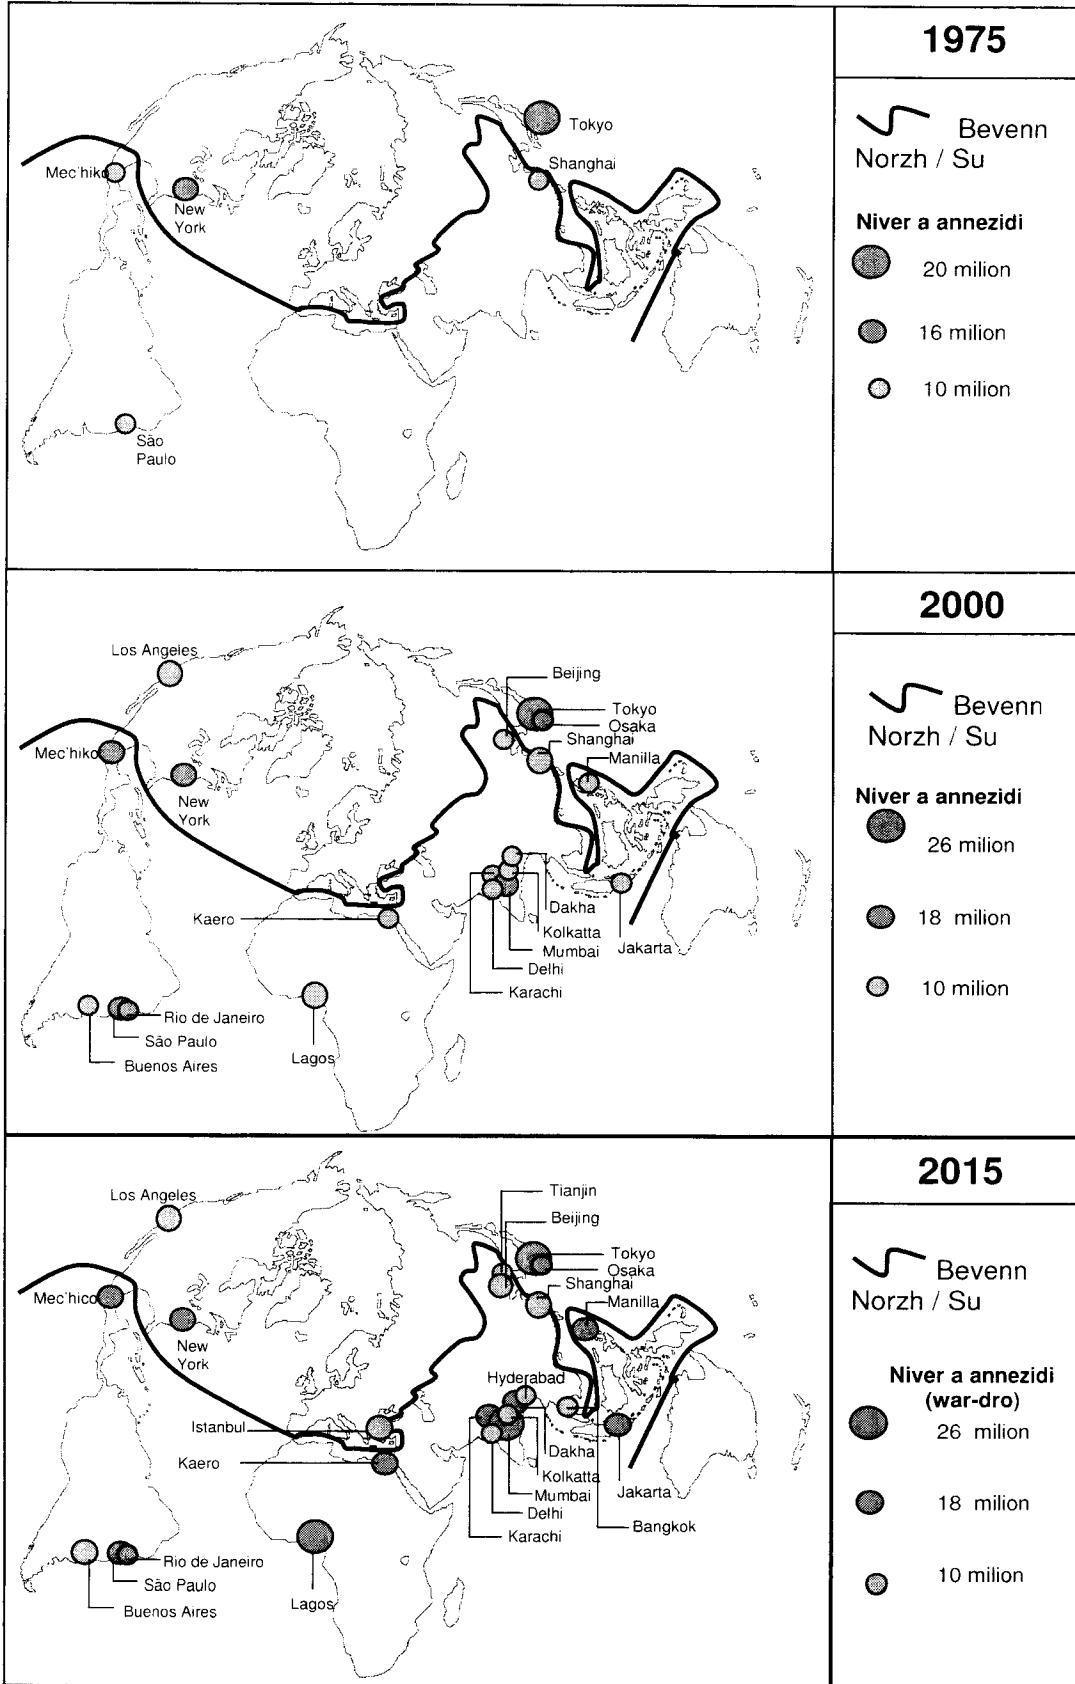 1975
Bevenn
Norzh / Su
Niver a annezidi
20 milion
16 milion
10 milion
Tokyo
Shanghai
Mec'hiko
New
York
São
Paulo
2000
Bevenn
Norzh / Su
Niver a annezidi
26 milion
18 milion
10 milion
Los Angeles
Beijing
Tokyo
Osaka
Shanghai
Manilla
Mec'hiko
New
York
Kaero
Dakha
Kolkatta
Mumbai
Jakarta
Delhi
Karachi
Rio de Janeiro
São Paulo
Lagos
Buenos Aires
2015
Bevenn
Norzh / Su
Niver a annezidi
(war-dro)
26 milion
18 milion
10 milion
Tianjin
Los Angeles
Beijing
Tokyo
Osaka
Shanghai
Mec'hico
Manilla
New
York
Hyderabad
Istanbul
Dakha
Kaero
Kolkatta
Mumbai
Jakarta
Delhi
Bangkok
Karachi
Rio de Janeiro
São Paulo
Lagos
Buenos Aires